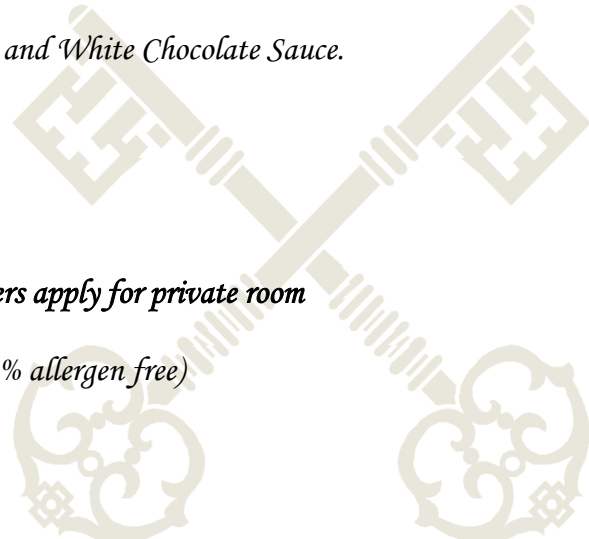 and White Chocolate Sauce.
ers apply for private room
% allergen free)